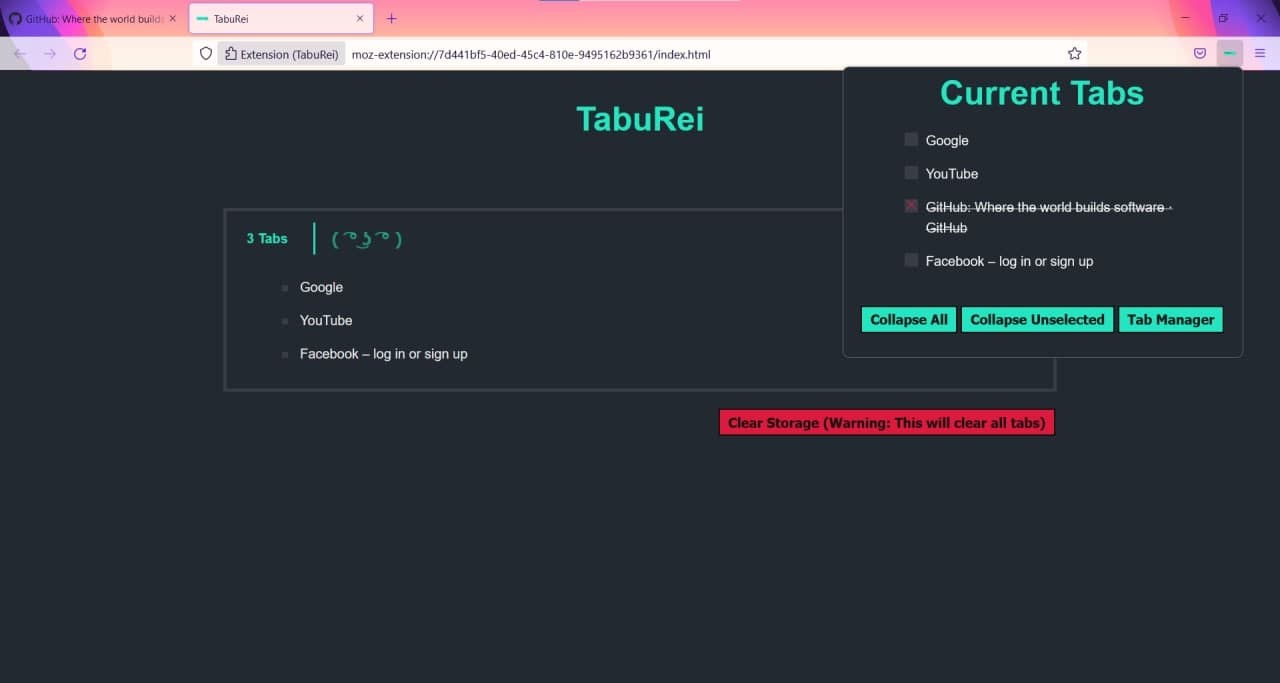 GitHub: Where the world builds
TabuRei
Extension (TabuRei)
moz-extension://7d441bf5-40ed-45c4-810e-9495162b9361/index.html
TabuRei
3 Tabs
( ͡° ͜ʖ ͡° )
Google
YouTube
Facebook – log in or sign up
Clear Storage (Warning: This will clear all tabs)
Current Tabs
Google
YouTube
GitHub: Where the world builds software ·
GitHub
Facebook – log in or sign up
Collapse All
Collapse Unselected
Tab Manager